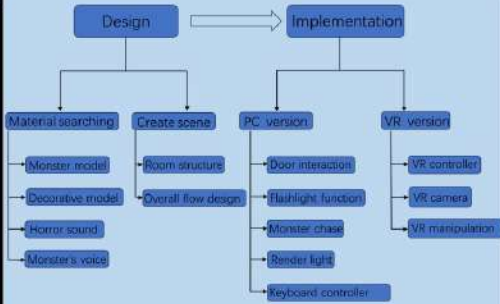 Design
Implementation
Material searching
Create scene
PC version
VR version
Monster model
Decorative model
Horror sound
Monster's voice
Room structure
Overall flow design
Door interaction
Flashlight function
Monster chase
Render light
Keyboard controller
VR controller
VR camera
VR manipulation